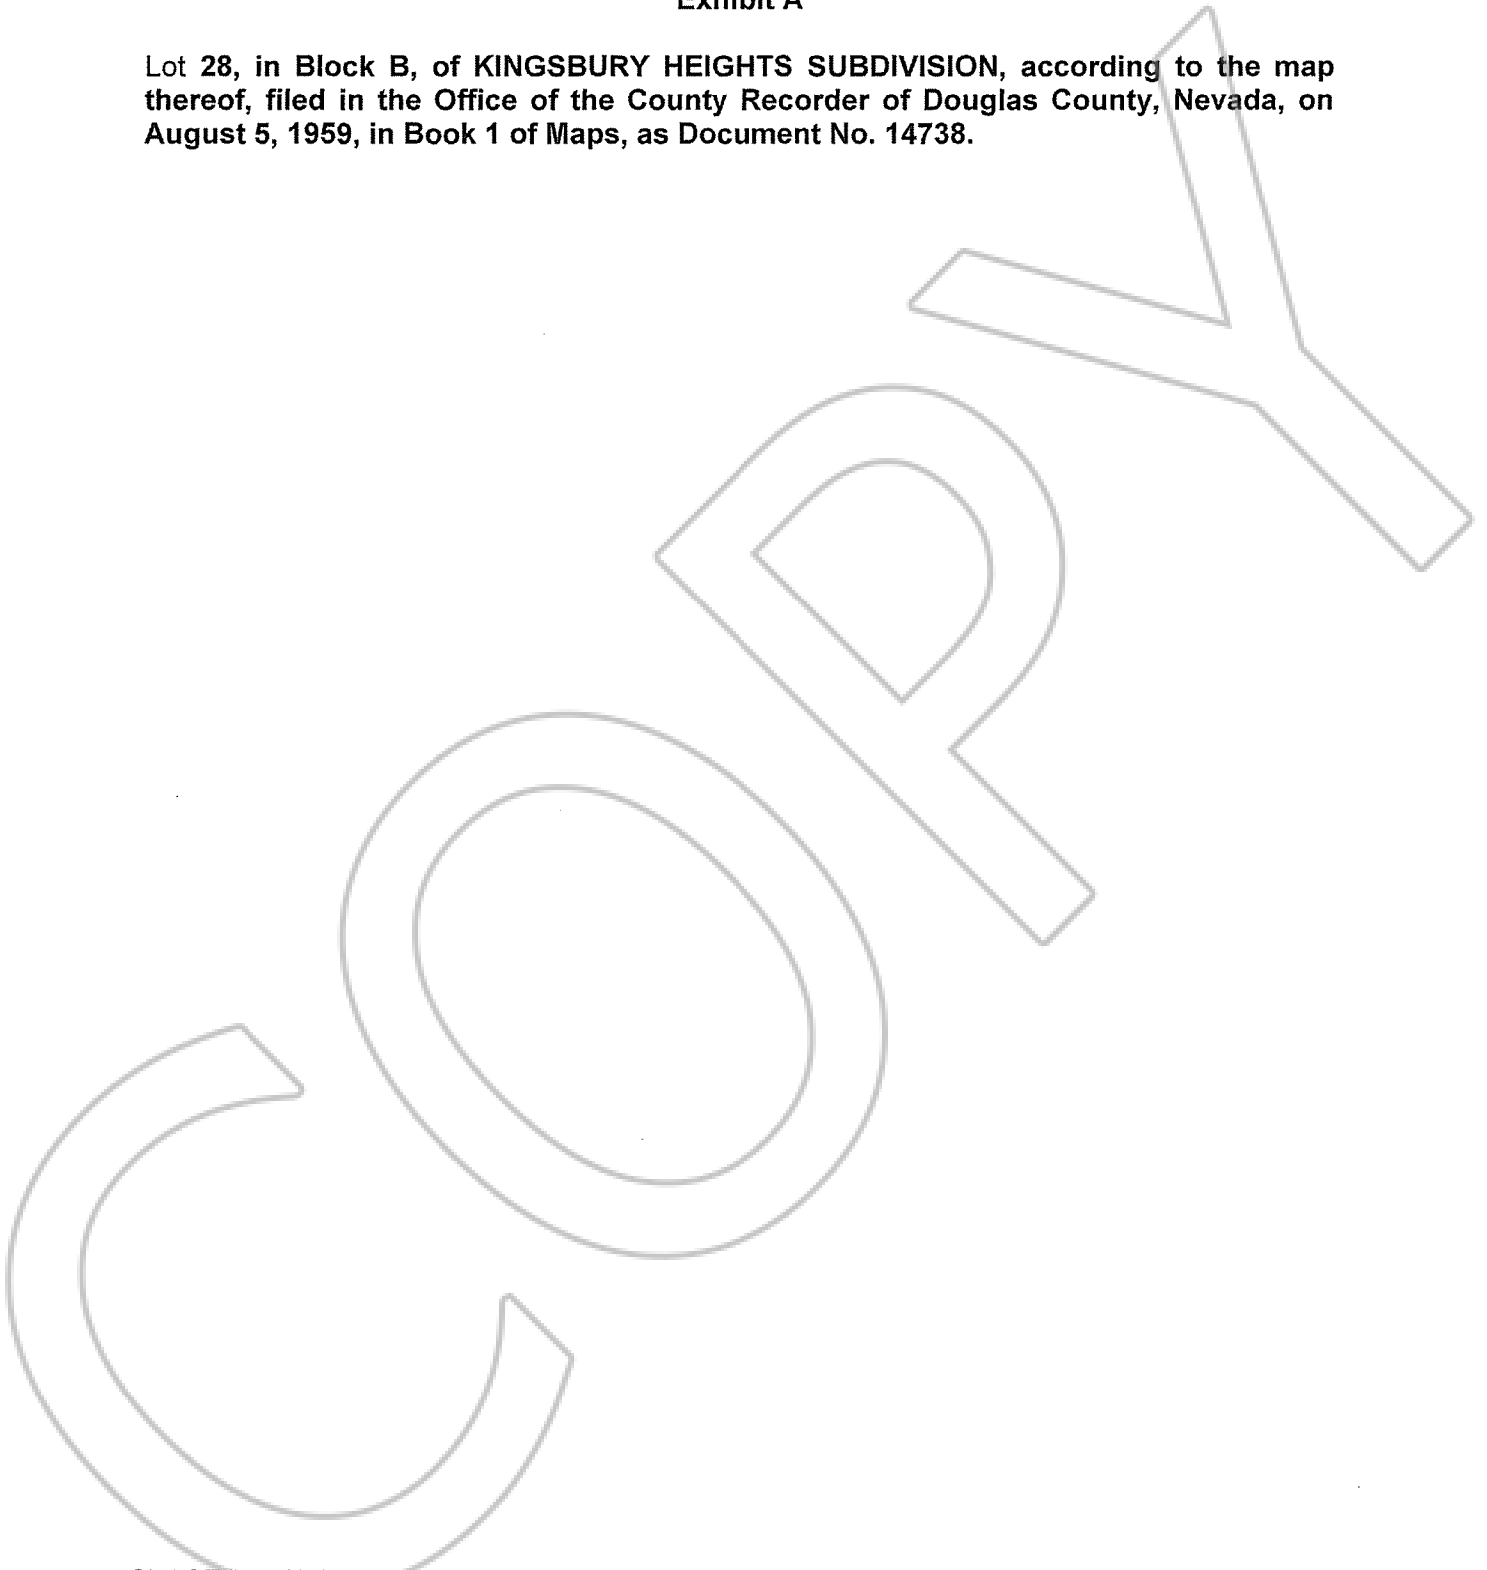 Exhibit A
Lot 28, in Block B, of KINGSBURY HEIGHTS SUBDIVISION, according to the map
thereof, filed in the Office of the County Recorder of Douglas County, Nevada, on
August 5, 1959, in Book 1 of Maps, as Document No. 14738.
COPY